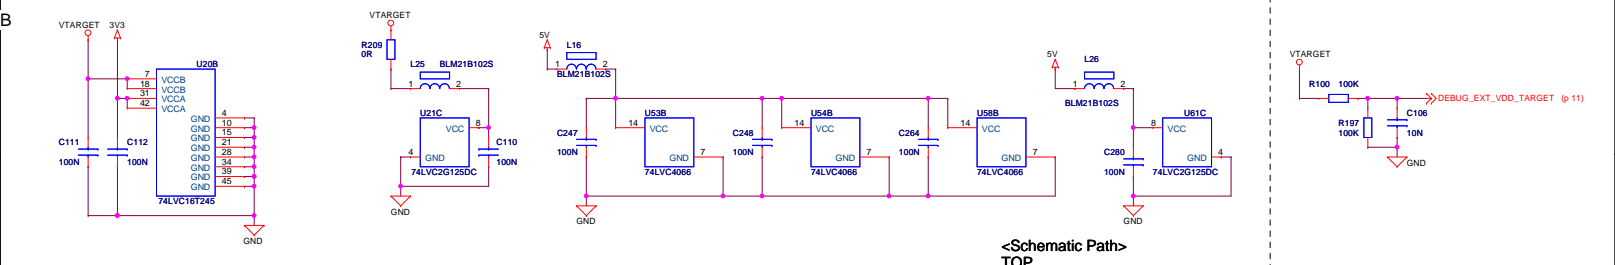 B
VTARGET 3V3
U20B
7 VCCB
18 VCCB
31 VCCA
42 VCCA
GND 4
GND 10
GND 15
GND 21
GND 28
GND 34
GND 39
GND 45
74LVC16T245
C111
100N
C112
100N
GND
VTARGET
R209
0R
L25 BLM21B102S
1 2
U21C
VCC 8
4 GND
74LVC2G125DC
C110
100N
GND
5V
L16
1 2
BLM21B102S
C247
100N
U53B
14 VCC
GND 7
74LVC4066
C248
100N
U54B
14 VCC
GND 7
74LVC4066
C264
100N
U58B
14 VCC
GND 7
74LVC4066
GND
5V
L26
1 2
BLM21B102S
C280
100N
U61C
8 VCC
GND 4
74LVC2G125DC
GND
<Schematic Path>
TOP
VTARGET
R100 100K
DEBUG_EXT_VDD_TARGET (p 11)
R197
100K
C106
10N
GND